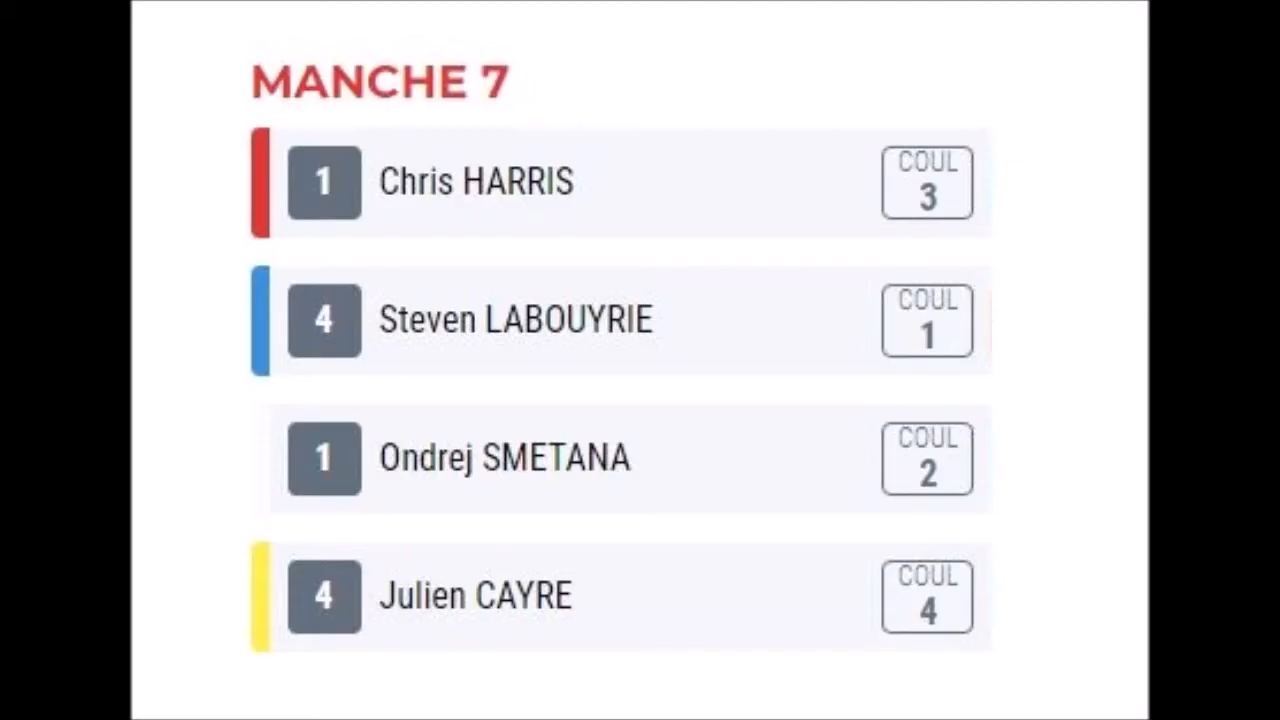 MANCHE 7
1 Chris HARRIS COUL 3
4 Steven LABOUYRIE COUL 1
1 Ondrej SMETANA COUL 2
4 Julien CAYRE COUL 4